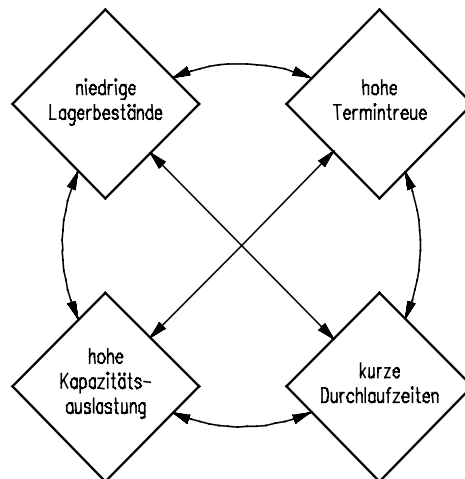 niedrige
Lagerbestände
hohe
Termintreue
hohe
Kapazitäts-
auslastung
kurze
Durchlaufzeiten